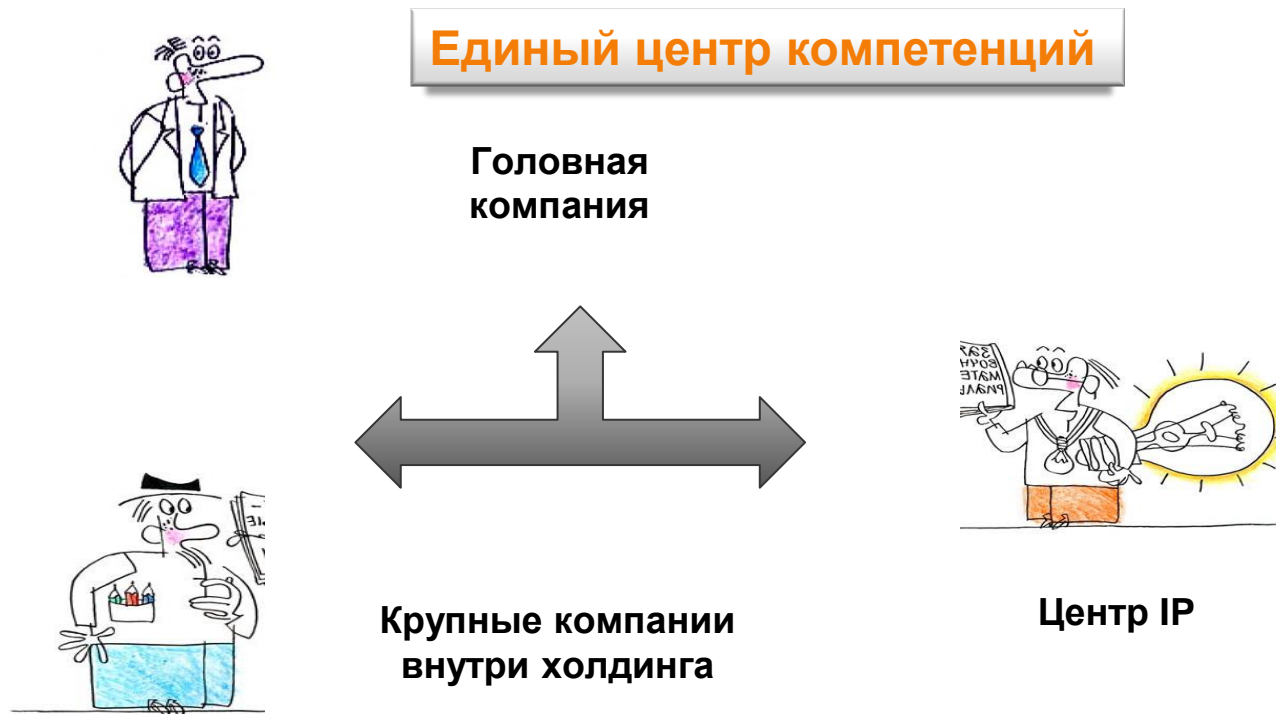 Единый центр компетенций
Головная
компания
Крупные компании
внутри холдинга
Центр IP